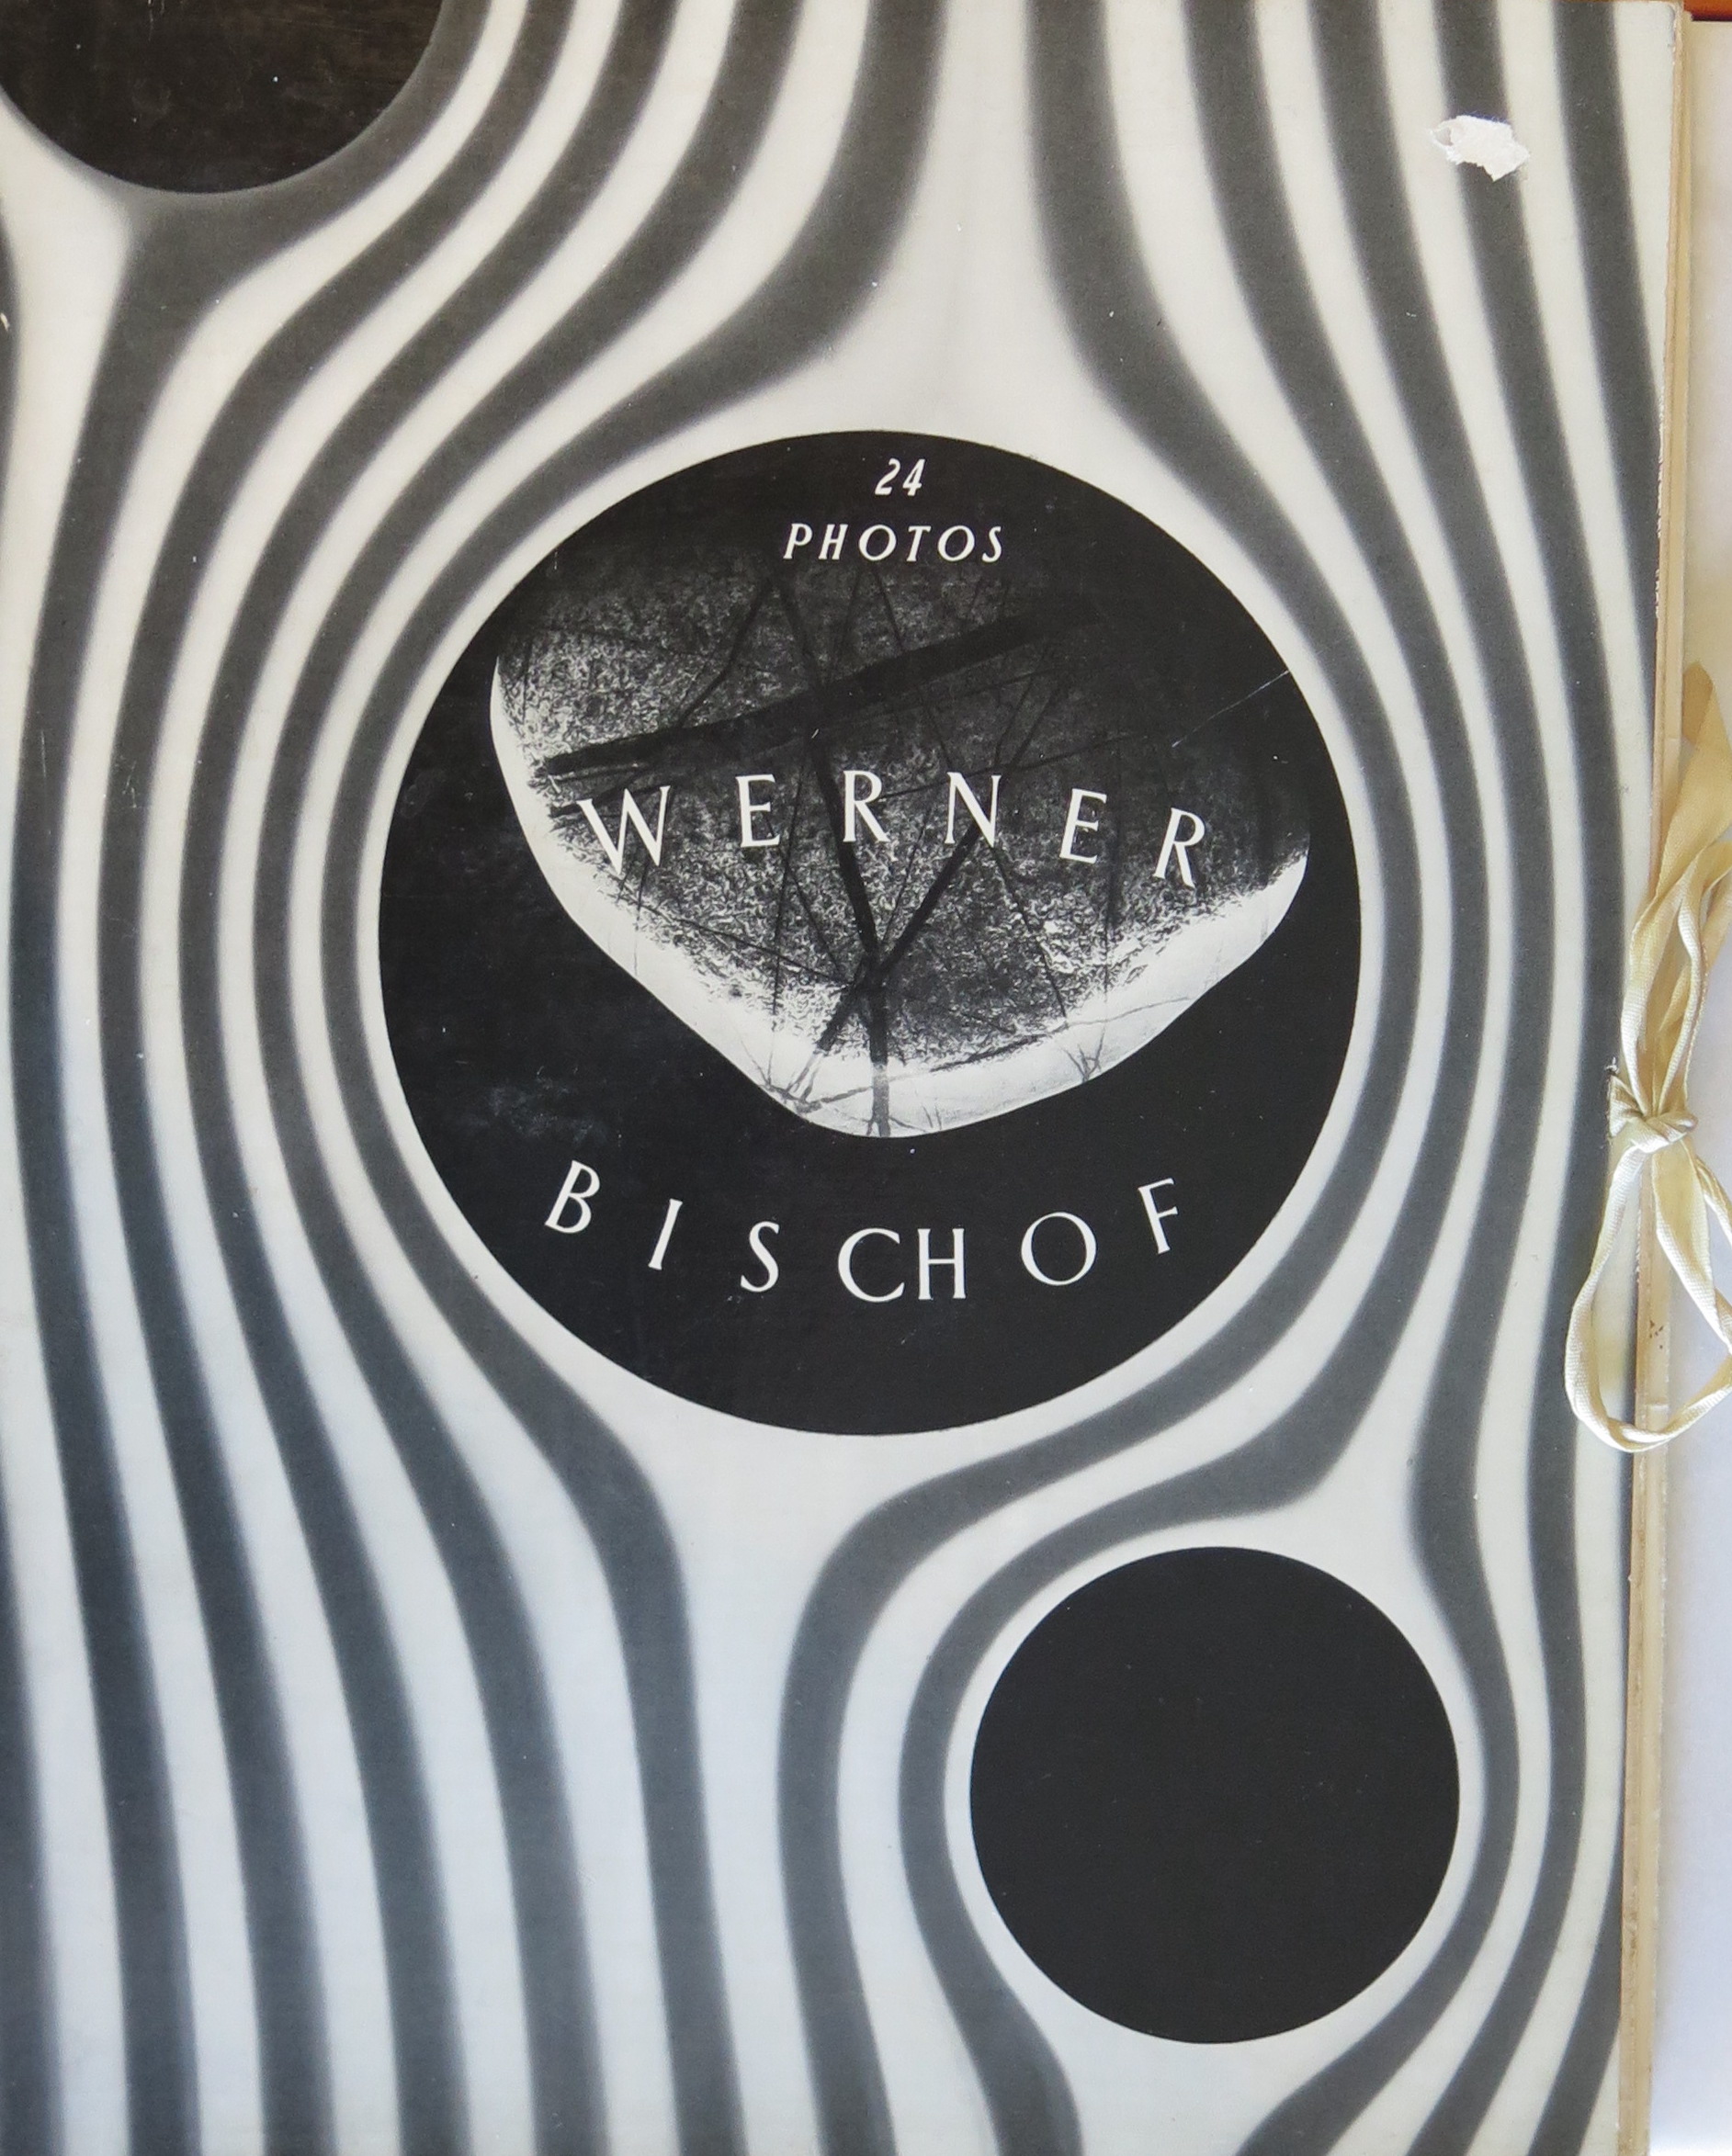 24
PHOTOS
WERNER
BISCHOF